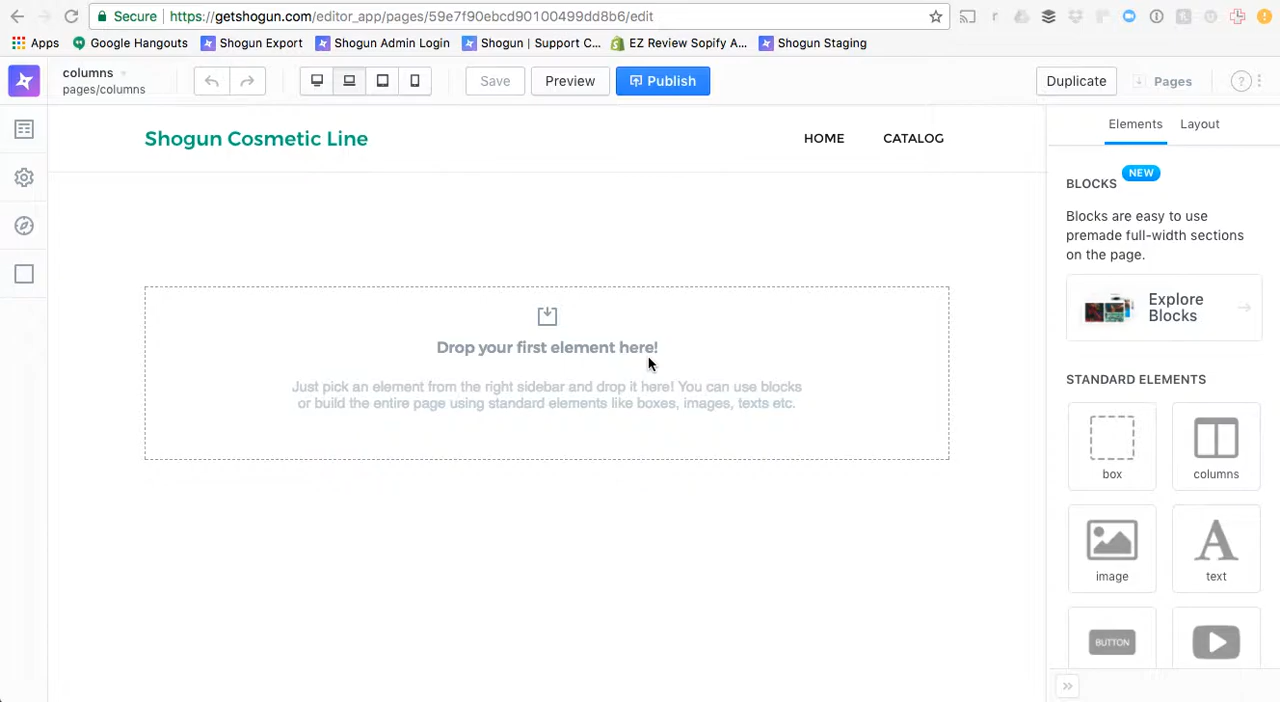 Secure https://getshogun.com/editor_app/pages/59e7f90ebcd90100499dd8b6/edit
Apps Google Hangouts Shogun Export Shogun Admin Login Shogun | Support C... EZ Review Sopify A... Shogun Staging
columns
pages/columns
Save Preview Publish Duplicate Pages ?
Shogun Cosmetic Line HOME CATALOG
Elements Layout
BLOCKS NEW
Blocks are easy to use
premade full-width sections
on the page.
Explore
Blocks
Drop your first element here!
Just pick an element from the right sidebar and drop it here! You can use blocks
or build the entire page using standard elements like boxes, images, texts etc.
STANDARD ELEMENTS
box columns
image text
BUTTON